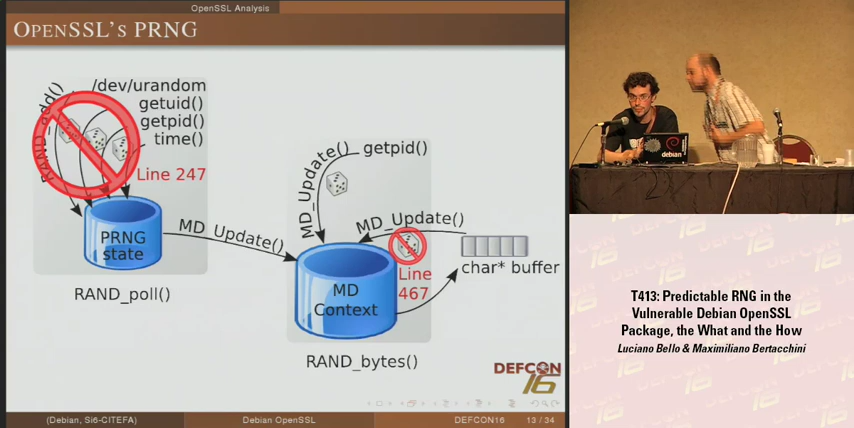 OpenSSL Analysis
OPENSSL'S PRNG
RAND_add()
/dev/urandom
getuid()
getpid()
time()
Line 247
PRNG
state
RAND_poll()
MD_Update()
MD_Update()
getpid()
MD_Update()
Line
467
char* buffer
MD
Context
RAND_bytes()
DEFCON
16
(Debian, Si6-CITEFA)
Debian OpenSSL
DEFCON16
13 / 34
debian
T413: Predictable RNG in the
Vulnerable Debian OpenSSL
Package, the What and the How
Luciano Bello & Maximiliano Bertacchini